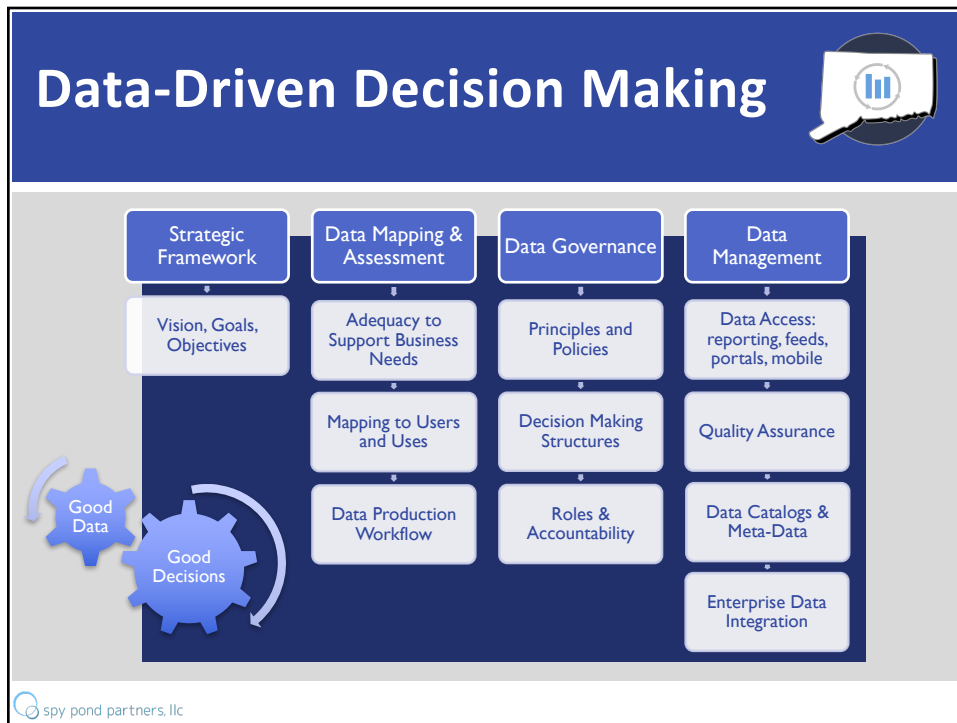 Data-Driven Decision Making
Strategic
Framework
Vision, Goals,
Objectives
Data Mapping &
Assessment
Adequacy to
Support Business
Needs
Mapping to Users
and Uses
Data Production
Workflow
Data Governance
Principles and
Policies
Decision Making
Structures
Roles &
Accountability
Data
Management
Data Access:
reporting, feeds,
portals, mobile
Quality Assurance
Data Catalogs &
Meta-Data
Enterprise Data
Integration
Good
Data
Good
Decisions
spy pond partners, llc